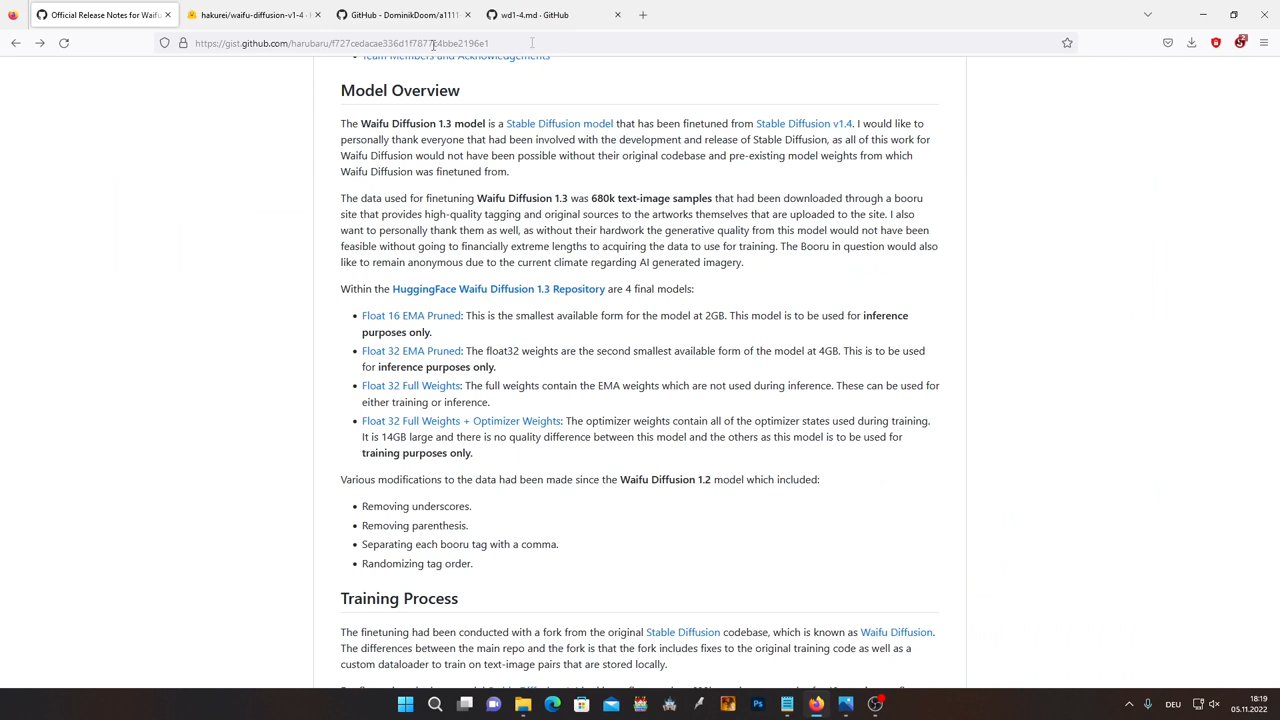 Official Release Notes for Waifu
hakurei/waifu-diffusion-v1-4 · H
GitHub - DominikDoom/a1111
wd1-4.md · GitHub
https://gist.github.com/harubaru/f727cedacae336d1f7877c4bbe2196e1
Team Members and Acknowledgements
Model Overview
The Waifu Diffusion 1.3 model is a Stable Diffusion model that has been finetuned from Stable Diffusion v1.4. I would like to
personally thank everyone that had been involved with the development and release of Stable Diffusion, as all of this work for
Waifu Diffusion would not have been possible without their original codebase and pre-existing model weights from which
Waifu Diffusion was finetuned from.
The data used for finetuning Waifu Diffusion 1.3 was 680k text-image samples that had been downloaded through a booru
site that provides high-quality tagging and original sources to the artworks themselves that are uploaded to the site. I also
want to personally thank them as well, as without their hardwork the generative quality from this model would not have been
feasible without going to financially extreme lengths to acquiring the data to use for training. The Booru in question would also
like to remain anonymous due to the current climate regarding AI generated imagery.
Within the HuggingFace Waifu Diffusion 1.3 Repository are 4 final models:
• Float 16 EMA Pruned: This is the smallest available form for the model at 2GB. This model is to be used for inference
purposes only.
• Float 32 EMA Pruned: The float32 weights are the second smallest available form of the model at 4GB. This is to be used
for inference purposes only.
• Float 32 Full Weights: The full weights contain the EMA weights which are not used during inference. These can be used for
either training or inference.
• Float 32 Full Weights + Optimizer Weights: The optimizer weights contain all of the optimizer states used during training.
It is 14GB large and there is no quality difference between this model and the others as this model is to be used for
training purposes only.
Various modifications to the data had been made since the Waifu Diffusion 1.2 model which included:
• Removing underscores.
• Removing parenthesis.
• Separating each booru tag with a comma.
• Randomizing tag order.
Training Process
The finetuning had been conducted with a fork from the original Stable Diffusion codebase, which is known as Waifu Diffusion.
The differences between the main repo and the fork is that the fork includes fixes to the original training code as well as a
custom dataloader to train on text-image pairs that are stored locally.
DEU
18:19
05.11.2022